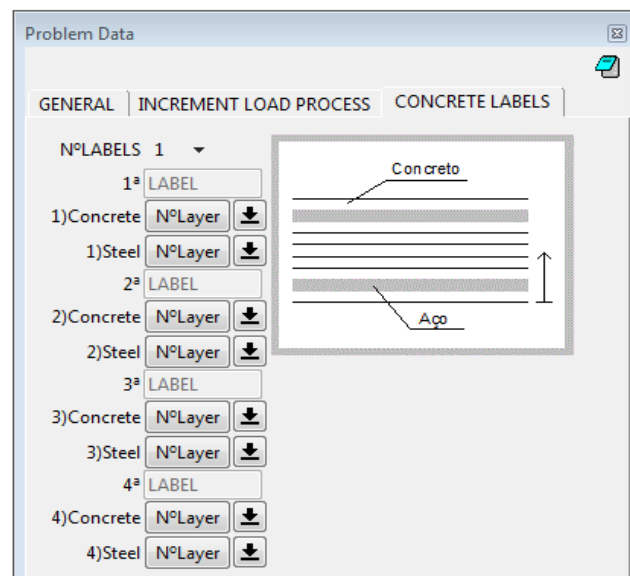 Problem Data
GENERAL INCREMENT LOAD PROCESS CONCRETE LABELS
NºLABELS 1
1ª LABEL
1)Concrete NºLayer
1)Steel NºLayer
2ª LABEL
2)Concrete NºLayer
2)Steel NºLayer
3ª LABEL
3)Concrete NºLayer
3)Steel NºLayer
4ª LABEL
4)Concrete NºLayer
4)Steel NºLayer
Concreto
Aço